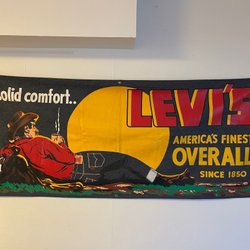 olid comfort..
LEVI'S
AMERICA'S FINEST
OVERALL
SINCE 1850